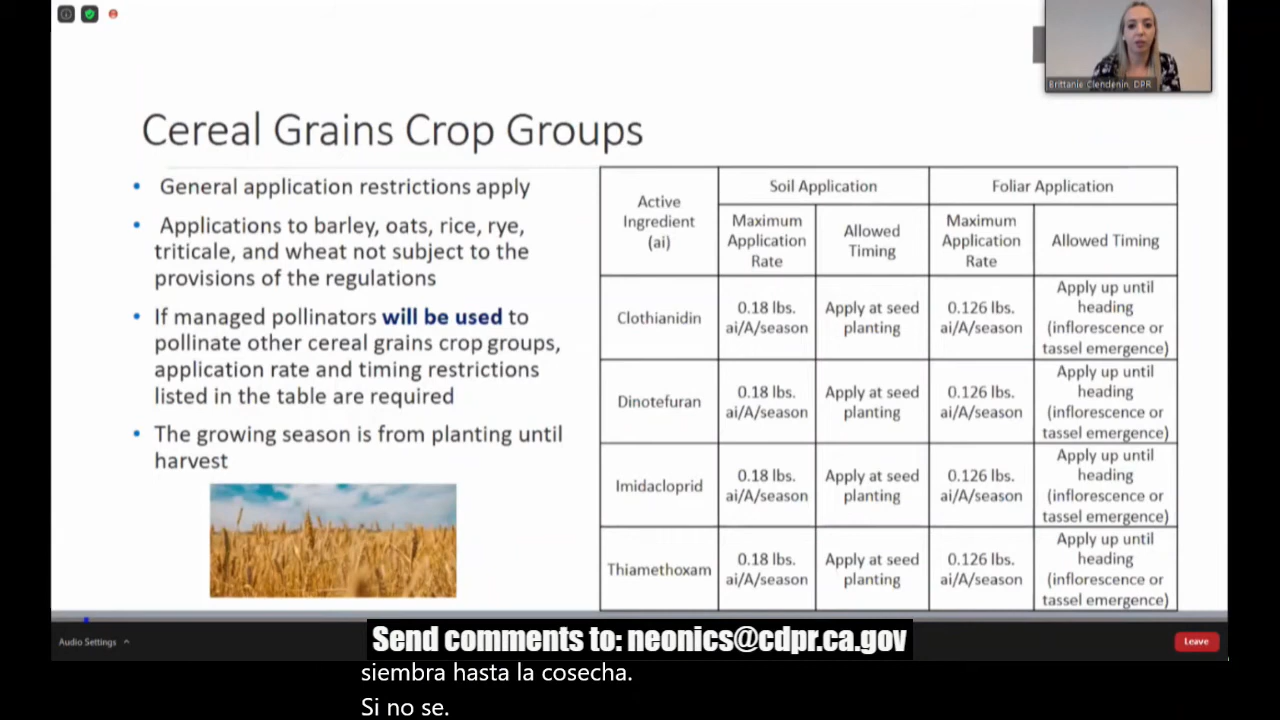 Brittanie Clendenin, DPR
Cereal Grains Crop Groups
• General application restrictions apply
• Applications to barley, oats, rice, rye,
triticale, and wheat not subject to the
provisions of the regulations
• If managed pollinators will be used to
pollinate other cereal grains crop groups,
application rate and timing restrictions
listed in the table are required
• The growing season is from planting until
harvest
Active
Ingredient
(ai)
Soil Application
Foliar Application
Maximum
Application
Rate
Allowed
Timing
Maximum
Application
Rate
Allowed Timing
Clothianidin
0.18 lbs.
ai/A/season
Apply at seed
planting
0.126 lbs.
ai/A/season
Apply up until
heading
(inflorescence or
tassel emergence)
Dinotefuran
0.18 lbs.
ai/A/season
Apply at seed
planting
0.126 lbs.
ai/A/season
Apply up until
heading
(inflorescence or
tassel emergence)
Imidacloprid
0.18 lbs.
ai/A/season
Apply at seed
planting
0.126 lbs.
ai/A/season
Apply up until
heading
(inflorescence or
tassel emergence)
Thiamethoxam
0.18 lbs.
ai/A/season
Apply at seed
planting
0.126 lbs.
ai/A/season
Apply up until
heading
(inflorescence or
tassel emergence)
Audio Settings
Send comments to: neonics@cdpr.ca.gov
Leave
siembra hasta la cosecha.
Si no se.